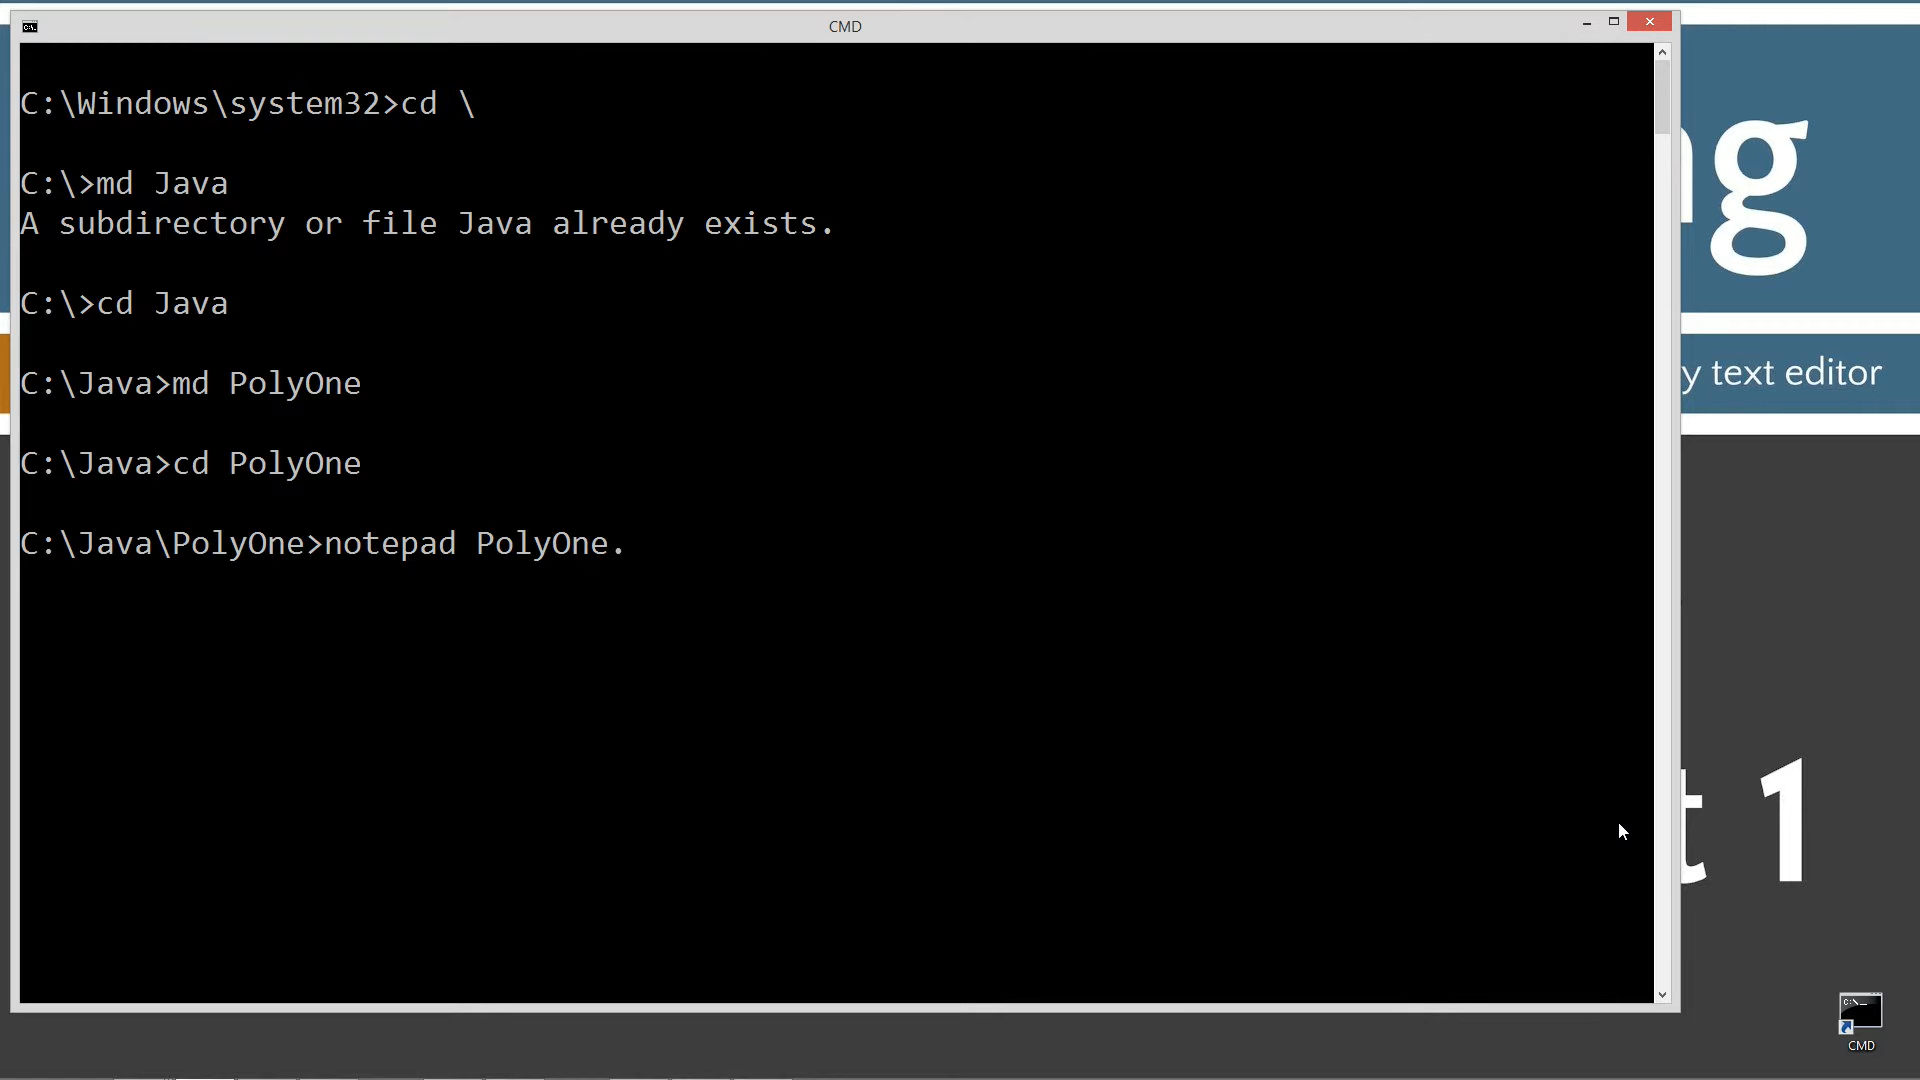 CMD
C:\Windows\system32>cd \
C:\>md Java
A subdirectory or file Java already exists.
C:\>cd Java
C:\Java>md PolyOne
C:\Java>cd PolyOne
C:\Java\PolyOne>notepad PolyOne.
g
y text editor
t 1
C:\_
CMD